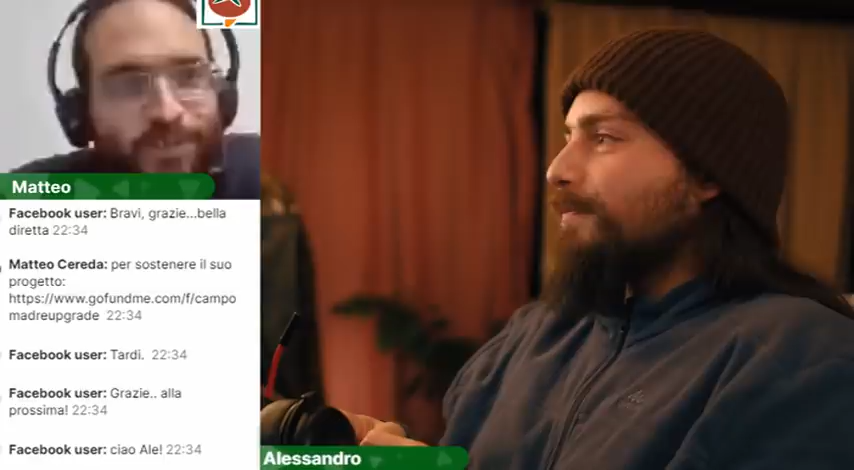 Matteo
Facebook user: Bravi, grazie...bella
diretta 22:34
Matteo Cereda: per sostenere il suo
progetto:
https://www.gofundme.com/f/campo
madreupgrade 22:34
Facebook user: Tardi. 22:34
Facebook user: Grazie.. alla
prossima! 22:34
Facebook user: ciao Ale! 22:34
Alessandro